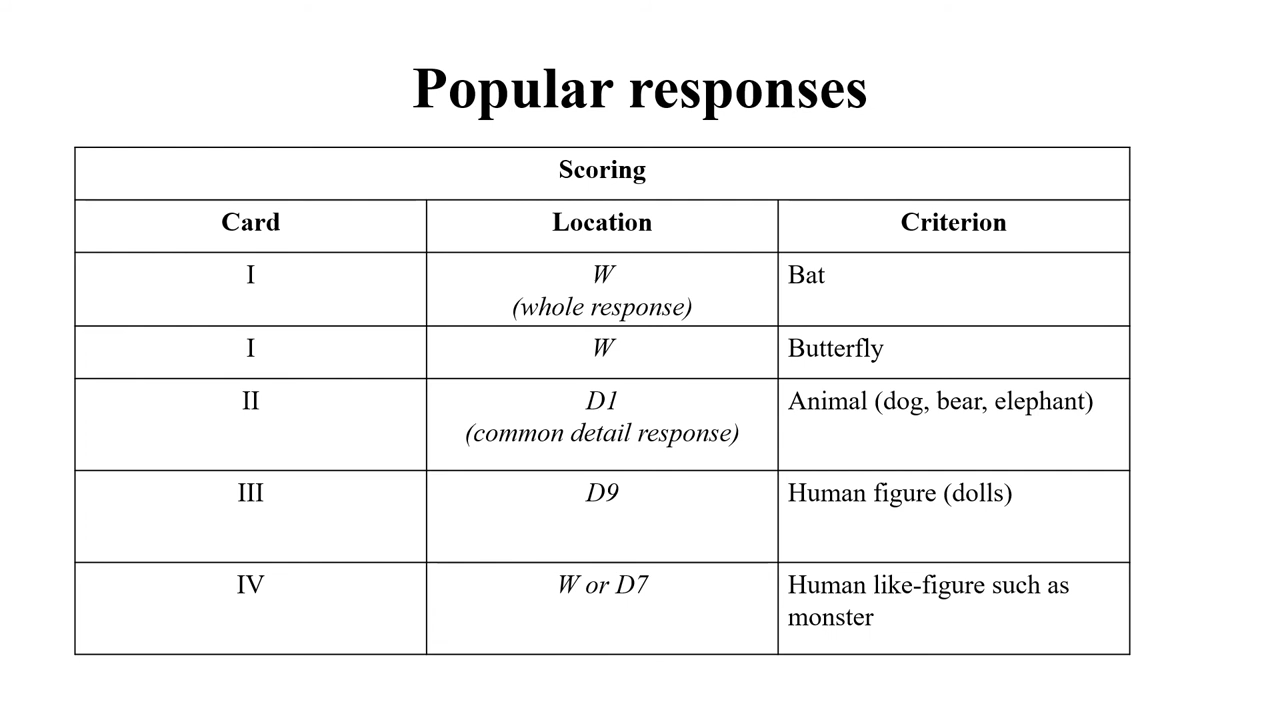 Popular responses
Scoring
Card Location Criterion
I W Bat
(whole response)
I W Butterfly
II D1 Animal (dog, bear, elephant)
(common detail response)
III D9 Human figure (dolls)
IV W or D7 Human like-figure such as
monster